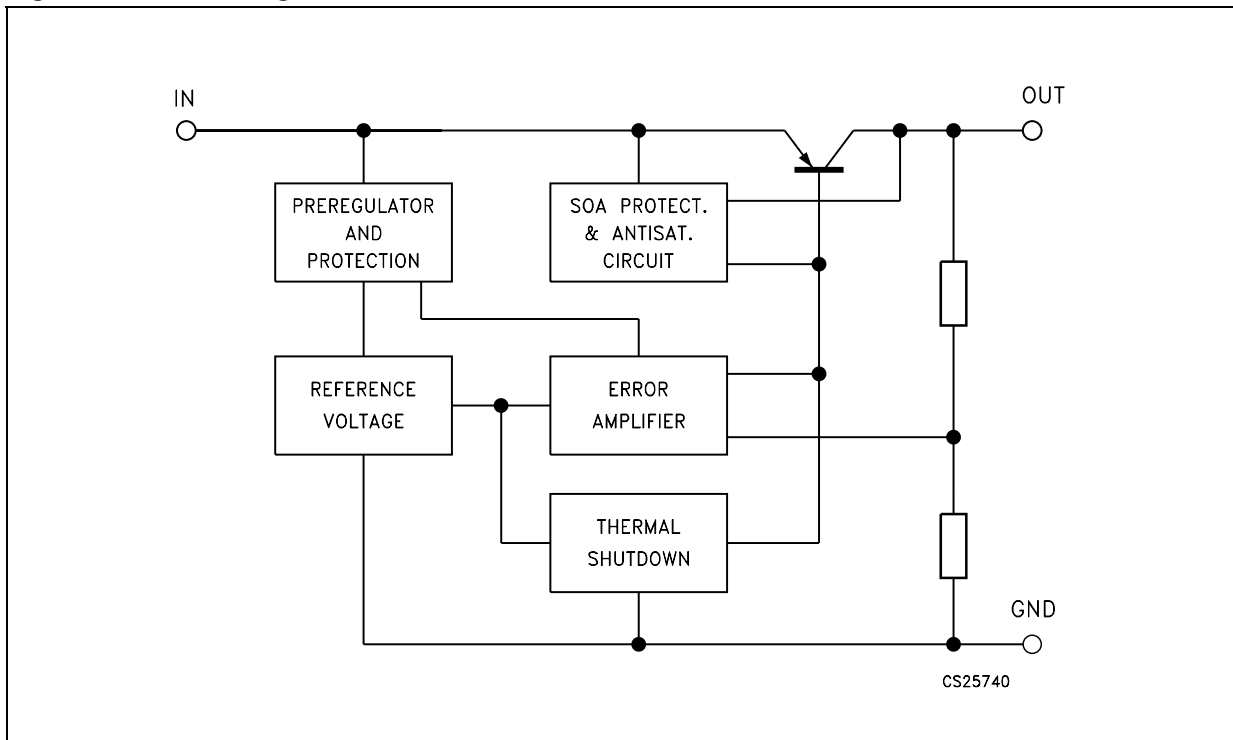 IN
OUT
PREREGULATOR
AND
PROTECTION
SOA PROTECT.
& ANTISAT.
CIRCUIT
REFERENCE
VOLTAGE
ERROR
AMPLIFIER
THERMAL
SHUTDOWN
GND
CS25740